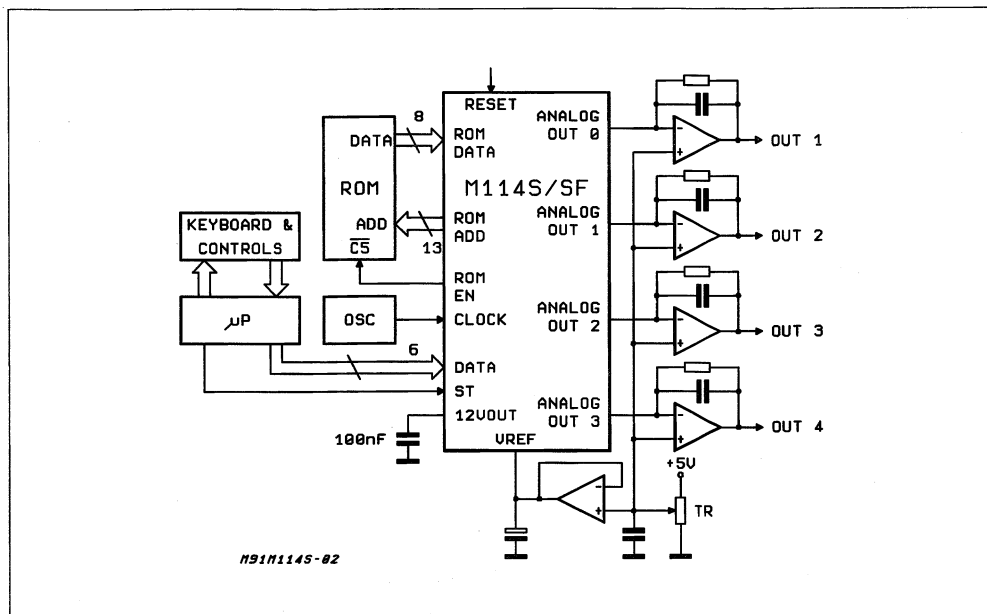 RESET
8
DATA
ROM
ADD
C5
ROM
DATA
M114S/SF
ROM
ADD
13
ROM
EN
CLOCK
OSC
KEYBOARD &
CONTROLS
µP
6
DATA
ST
12VOUT
100nF
VREF
ANALOG
OUT 0
ANALOG
OUT 1
ANALOG
OUT 2
ANALOG
OUT 3
-
+
OUT 1
-
+
OUT 2
-
+
OUT 3
-
+
OUT 4
+5V
TR
-
+
M91M114S-02